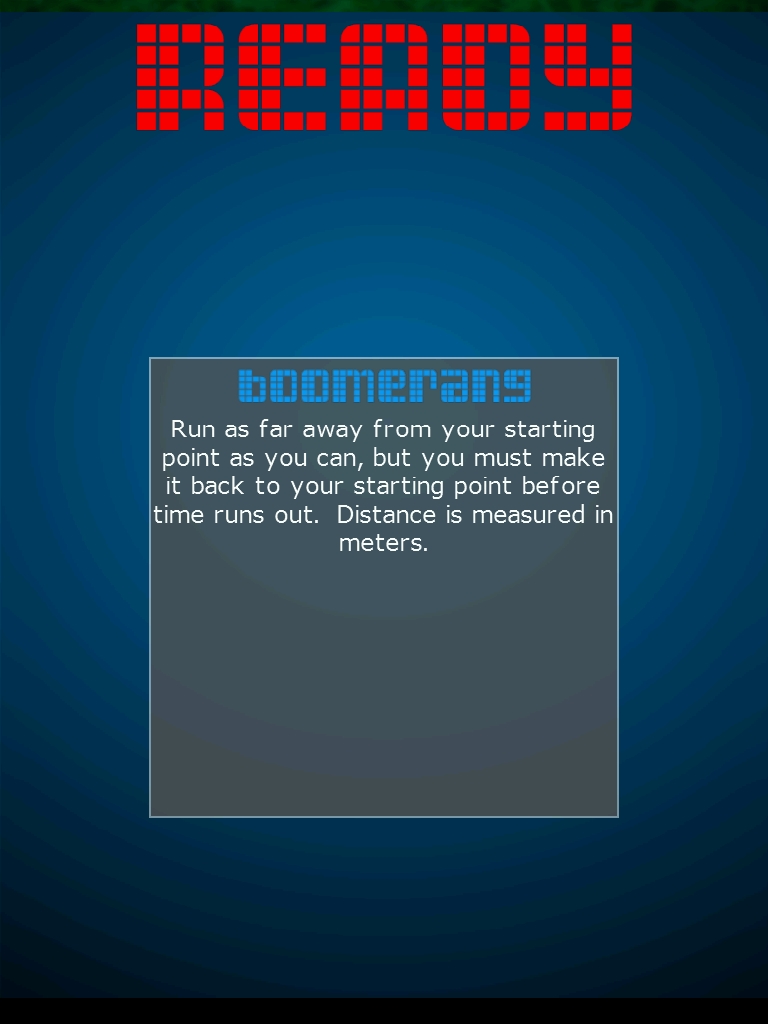 READY
boomerang
Run as far away from your starting
point as you can, but you must make
it back to your starting point before
time runs out.  Distance is measured in
meters.